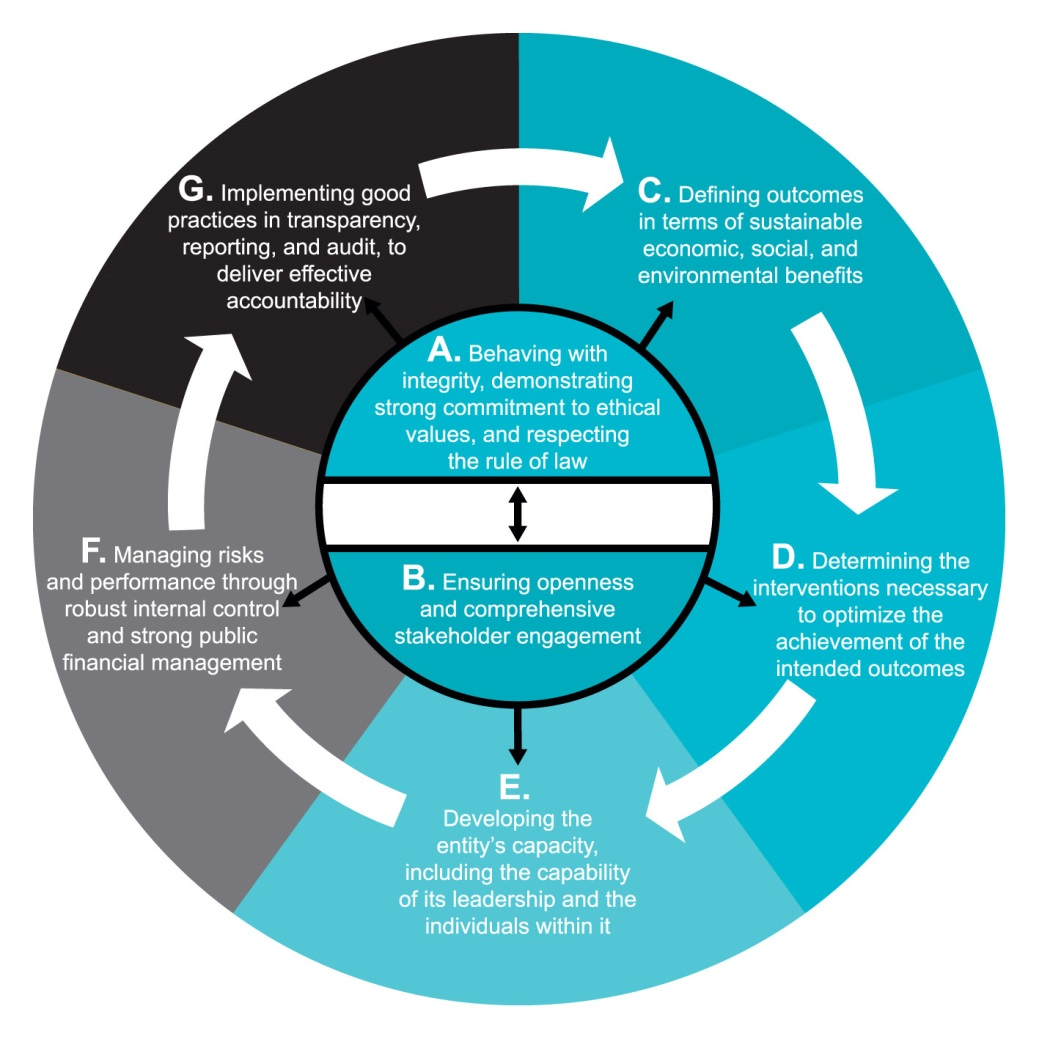 A. Behaving with
integrity, demonstrating
strong commitment to ethical
values, and respecting
the rule of law
B. Ensuring openness
and comprehensive
stakeholder engagement
C. Defining outcomes
in terms of sustainable
economic, social, and
environmental benefits
D. Determining the
interventions necessary
to optimize the
achievement of the
intended outcomes
E.
Developing the
entity’s capacity,
including the capability
of its leadership and the
individuals within it
F. Managing risks
and performance through
robust internal control
and strong public
financial management
G. Implementing good
practices in transparency,
reporting, and audit, to
deliver effective
accountability